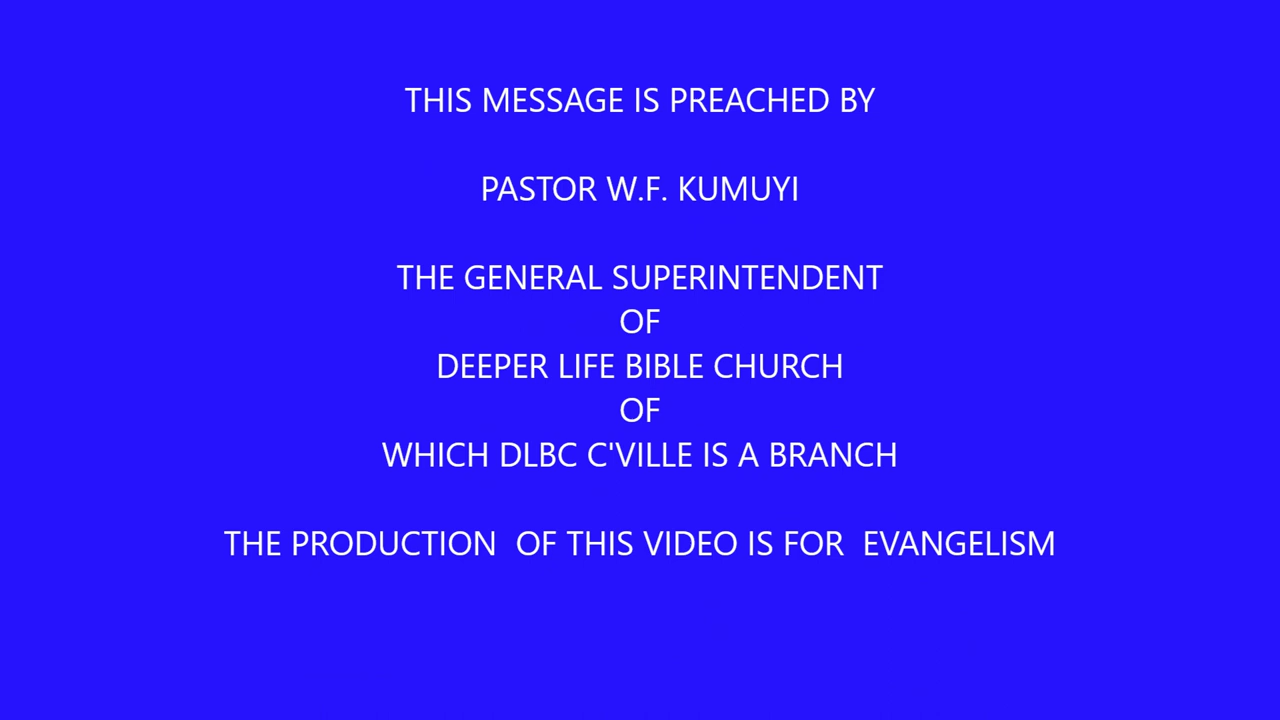 THIS MESSAGE IS PREACHED BY
PASTOR W.F. KUMUYI
THE GENERAL SUPERINTENDENT
OF
DEEPER LIFE BIBLE CHURCH
OF
WHICH DLBC C'VILLE IS A BRANCH
THE PRODUCTION  OF THIS VIDEO IS FOR  EVANGELISM